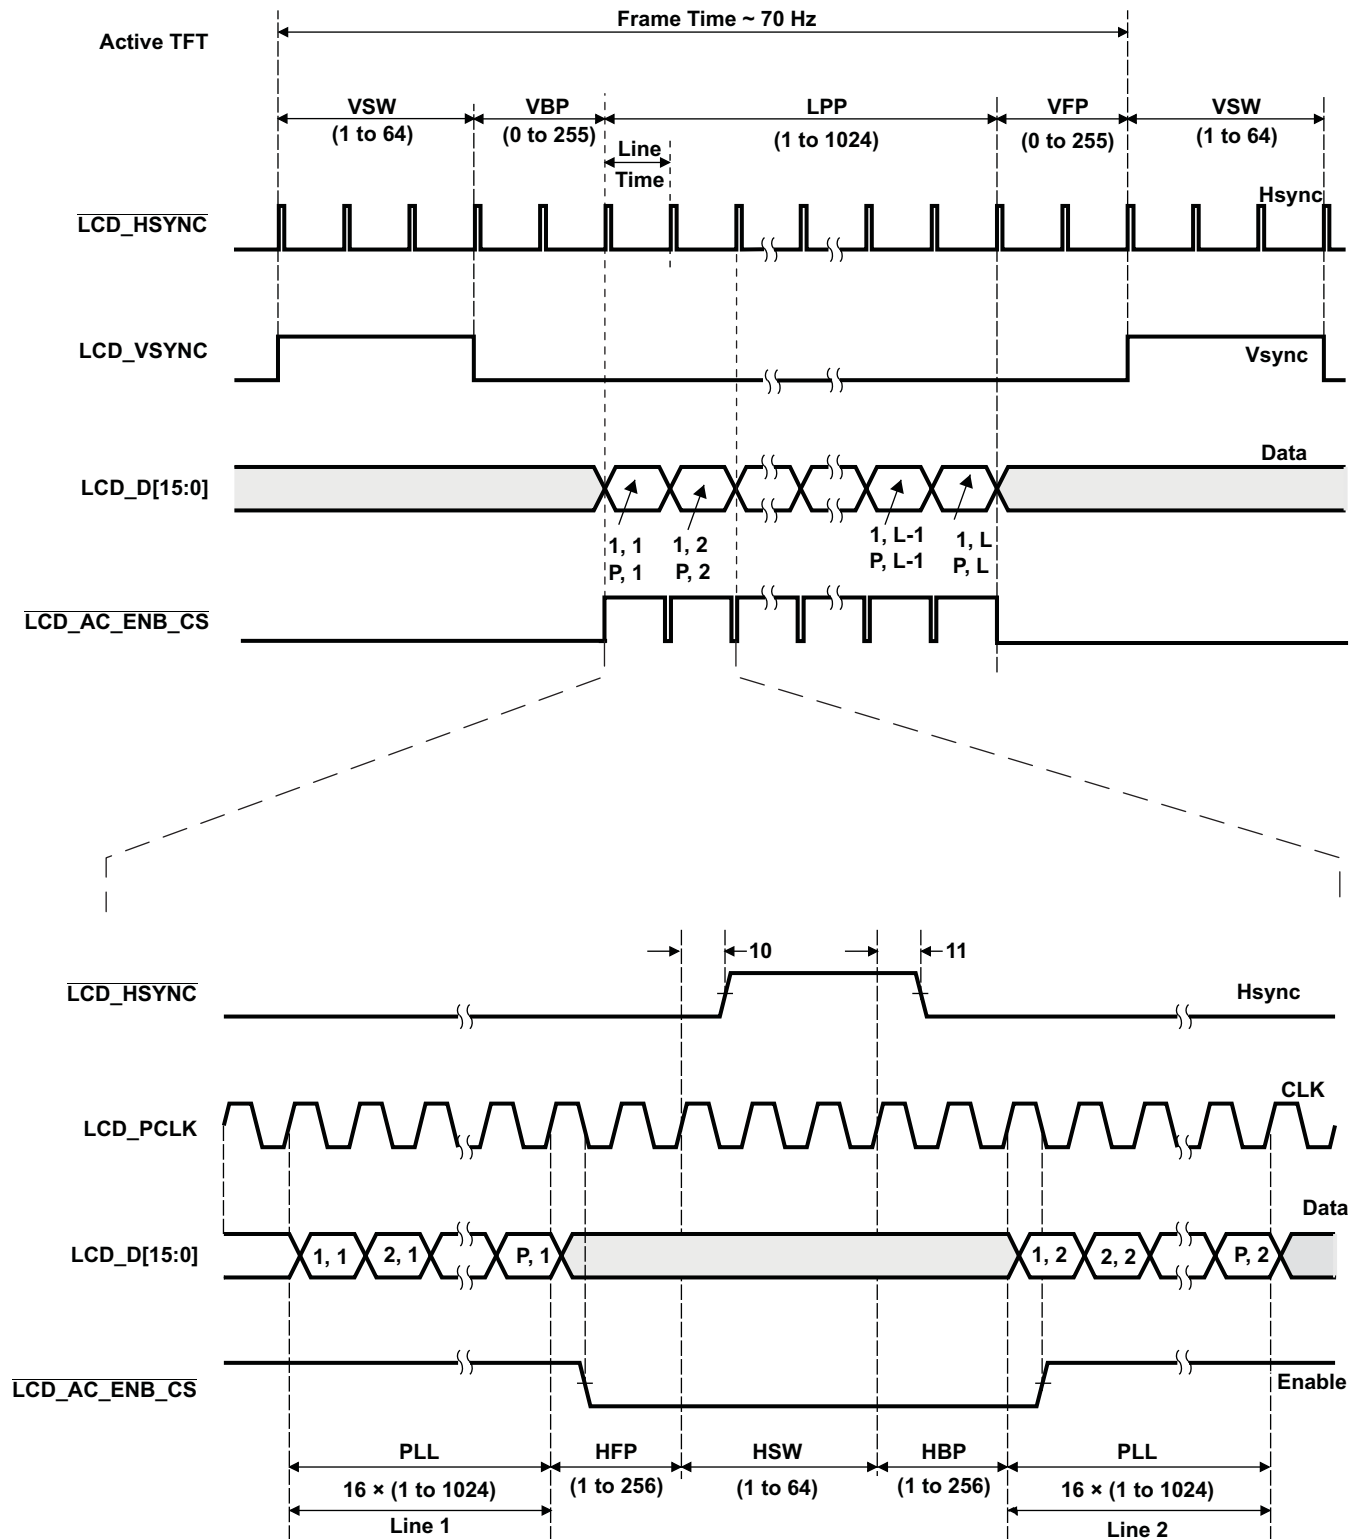 Frame Time ~ 70 Hz
Active TFT
VSW VBP LPP VFP VSW
(1 to 64) (0 to 255) (1 to 1024) (0 to 255) (1 to 64)
Line
Time
Hsync
LCD_HSYNC
LCD_VSYNC
Vsync
Data
LCD_D[15:0]
1, 1 1, 2 1, L-1 1, L
P, 1 P, 2 P, L-1 P, L
LCD_AC_ENB_CS
10 11
LCD_HSYNC
Hsync
CLK
LCD_PCLK
Data
LCD_D[15:0]
1, 1 2, 1 P, 1 1, 2 2, 2 P, 2
LCD_AC_ENB_CS
Enable
PLL HFP HSW HBP PLL
16 × (1 to 1024) (1 to 256) (1 to 64) (1 to 256) 16 × (1 to 1024)
Line 1 Line 2